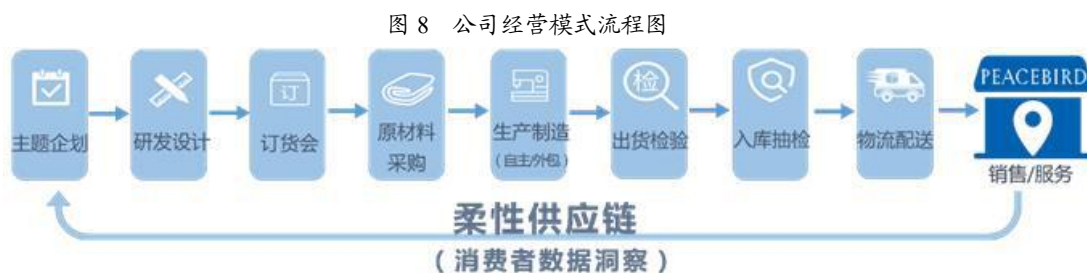 图 8 公司经营模式流程图
主题企划
研发设计
订
订货会
原材料
采购
生产制造
（自主/外包）
检
出货检验
入库抽检
物流配送
PEACEBIRD
销售/服务
柔性供应链
（消费者数据洞察）